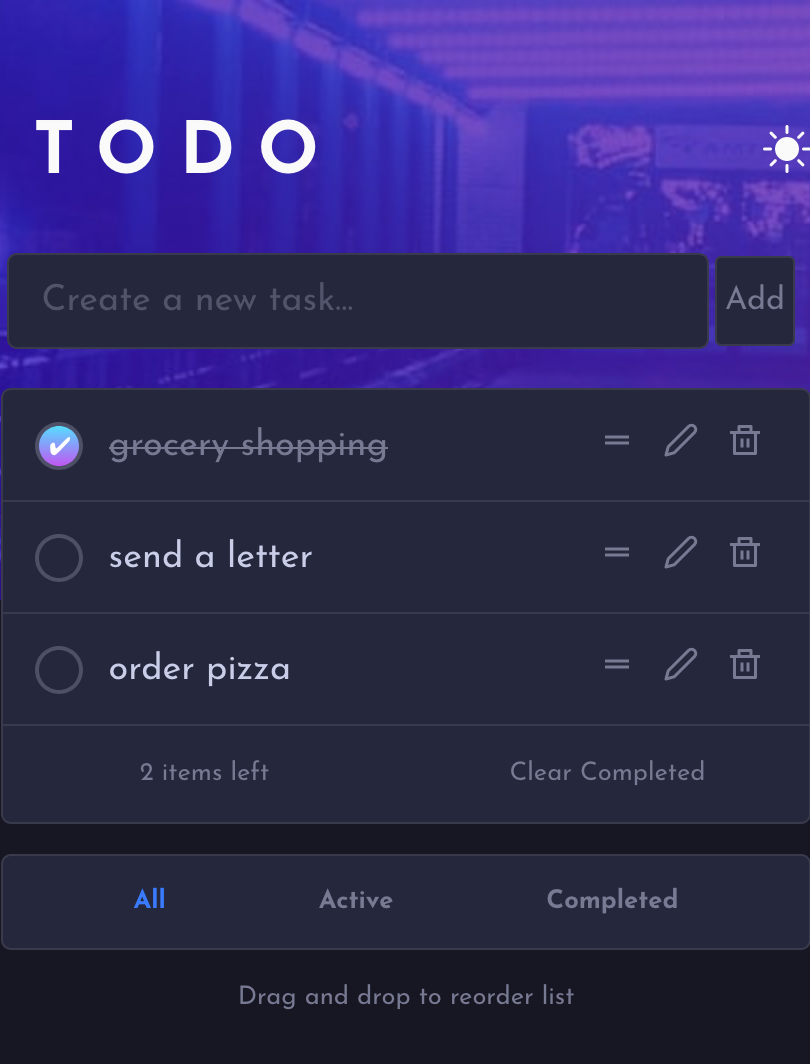 TODO
Create a new task...
Add
grocery shopping
send a letter
order pizza
2 items left
Clear Completed
All
Active
Completed
Drag and drop to reorder list